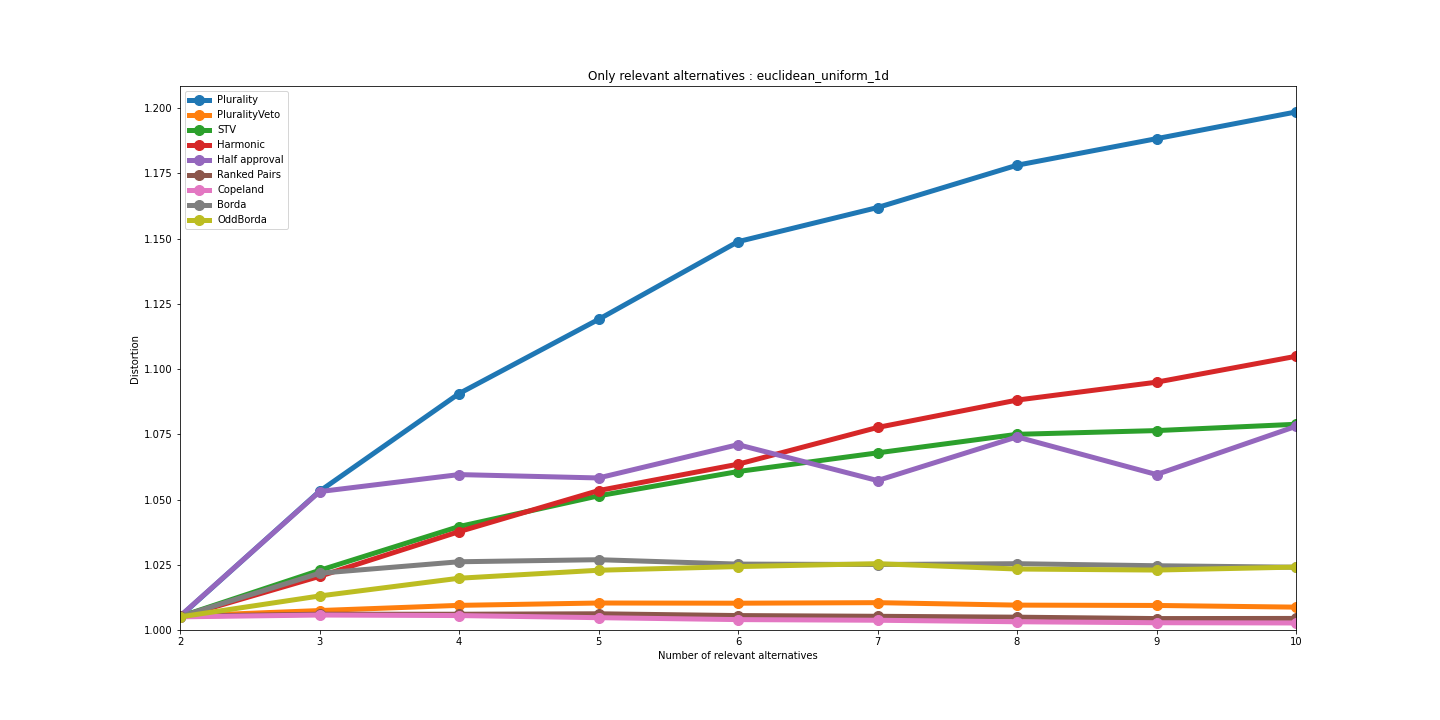 Only relevant alternatives : euclidean_uniform_1d
Plurality
PluralityVeto
STV
Harmonic
Half approval
Ranked Pairs
Copeland
Borda
OddBorda
1.200
1.175
1.150
1.125
1.100
1.075
1.050
1.025
1.000
Distortion
2 3 4 5 6 7 8 9 10
Number of relevant alternatives